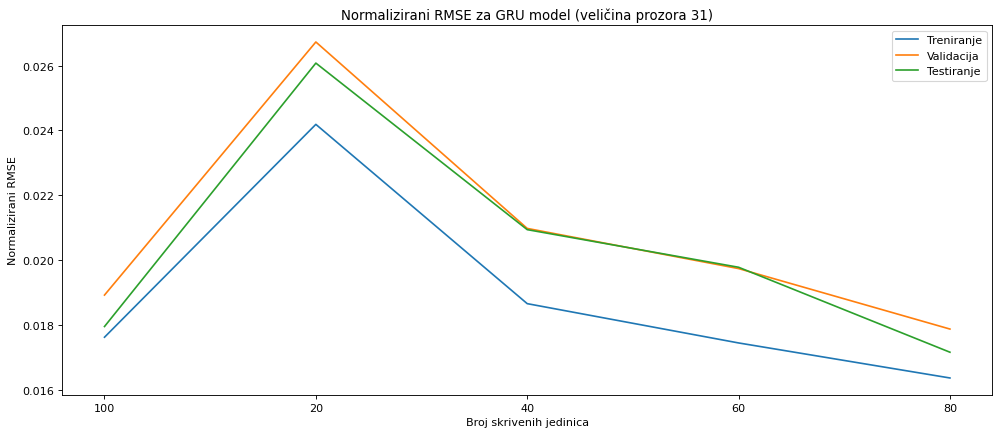 Normalizirani RMSE za GRU model (veličina prozora 31)
Treniranje
Validacija
Testiranje
Normalizirani RMSE
0.026
0.024
0.022
0.020
0.018
0.016
100 20 40 60 80
Broj skrivenih jedinica